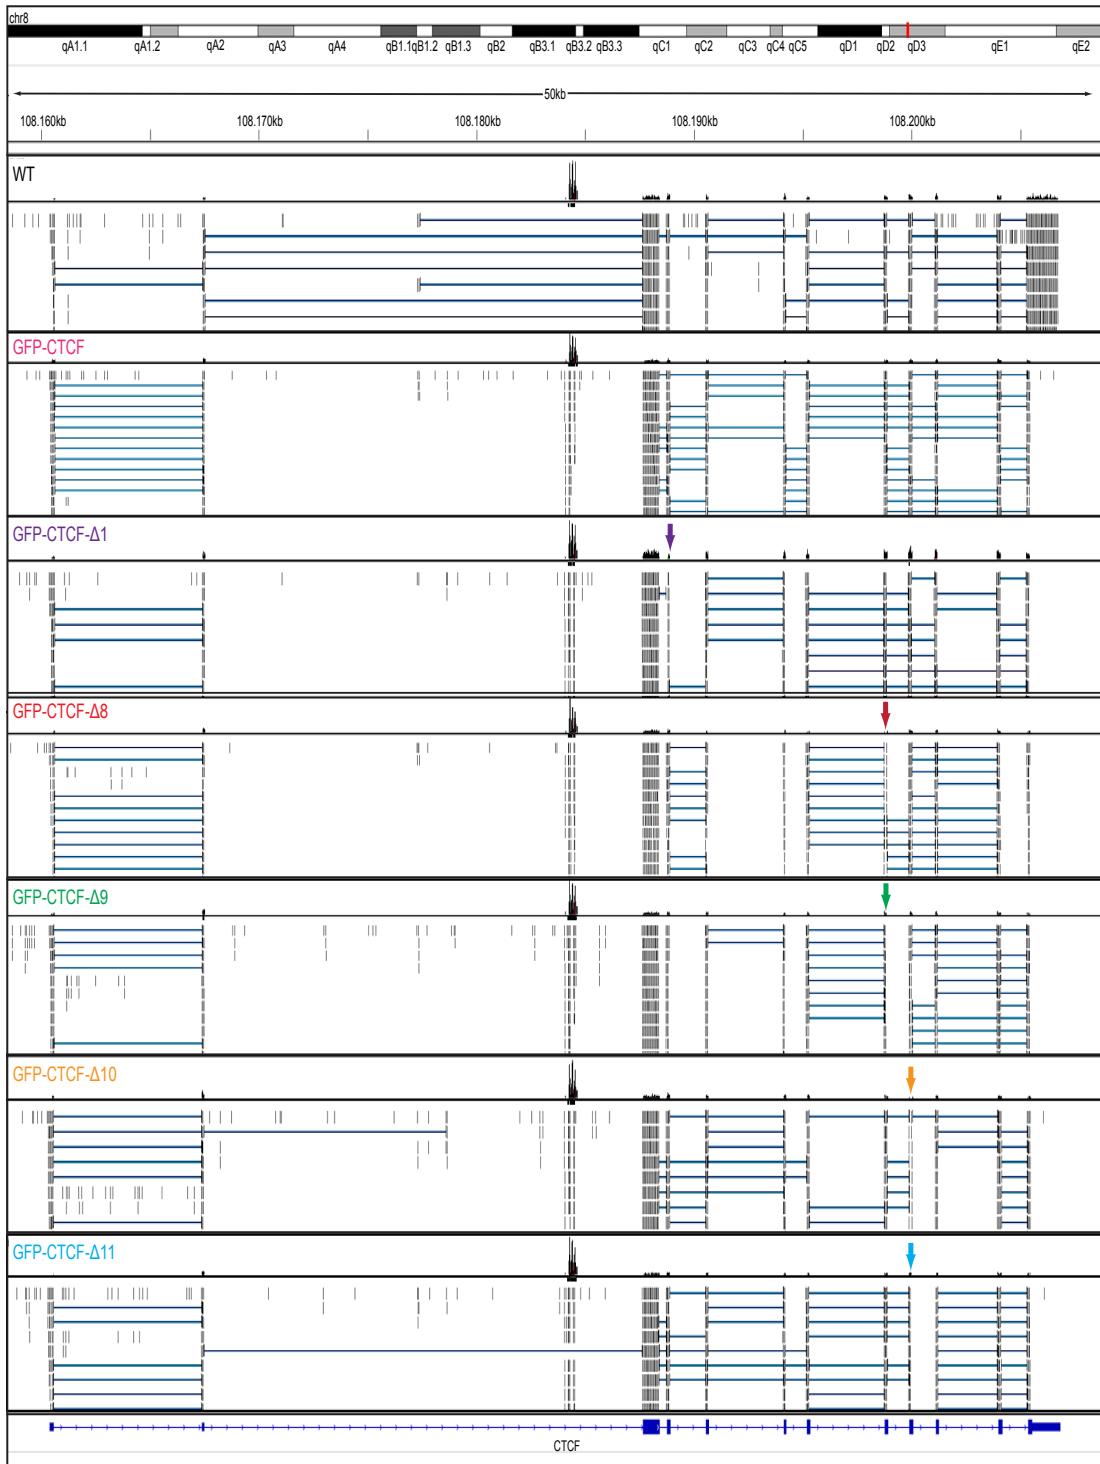 chr8
qA1.1 qA1.2 qA2 qA3 qA4 qB1.1 qB1.2 qB1.3 qB2 qB3.1 qB3.2 qB3.3 qC1 qC2 qC3 qC4 qC5 qD1 qD2 qD3 qE1 qE2
50kb
108.160kb 108.170kb 108.180kb 108.190kb 108.200kb
WT
GFP-CTCF
GFP-CTCF-Δ1
GFP-CTCF-Δ8
GFP-CTCF-Δ9
GFP-CTCF-Δ10
GFP-CTCF-Δ11
CTCF